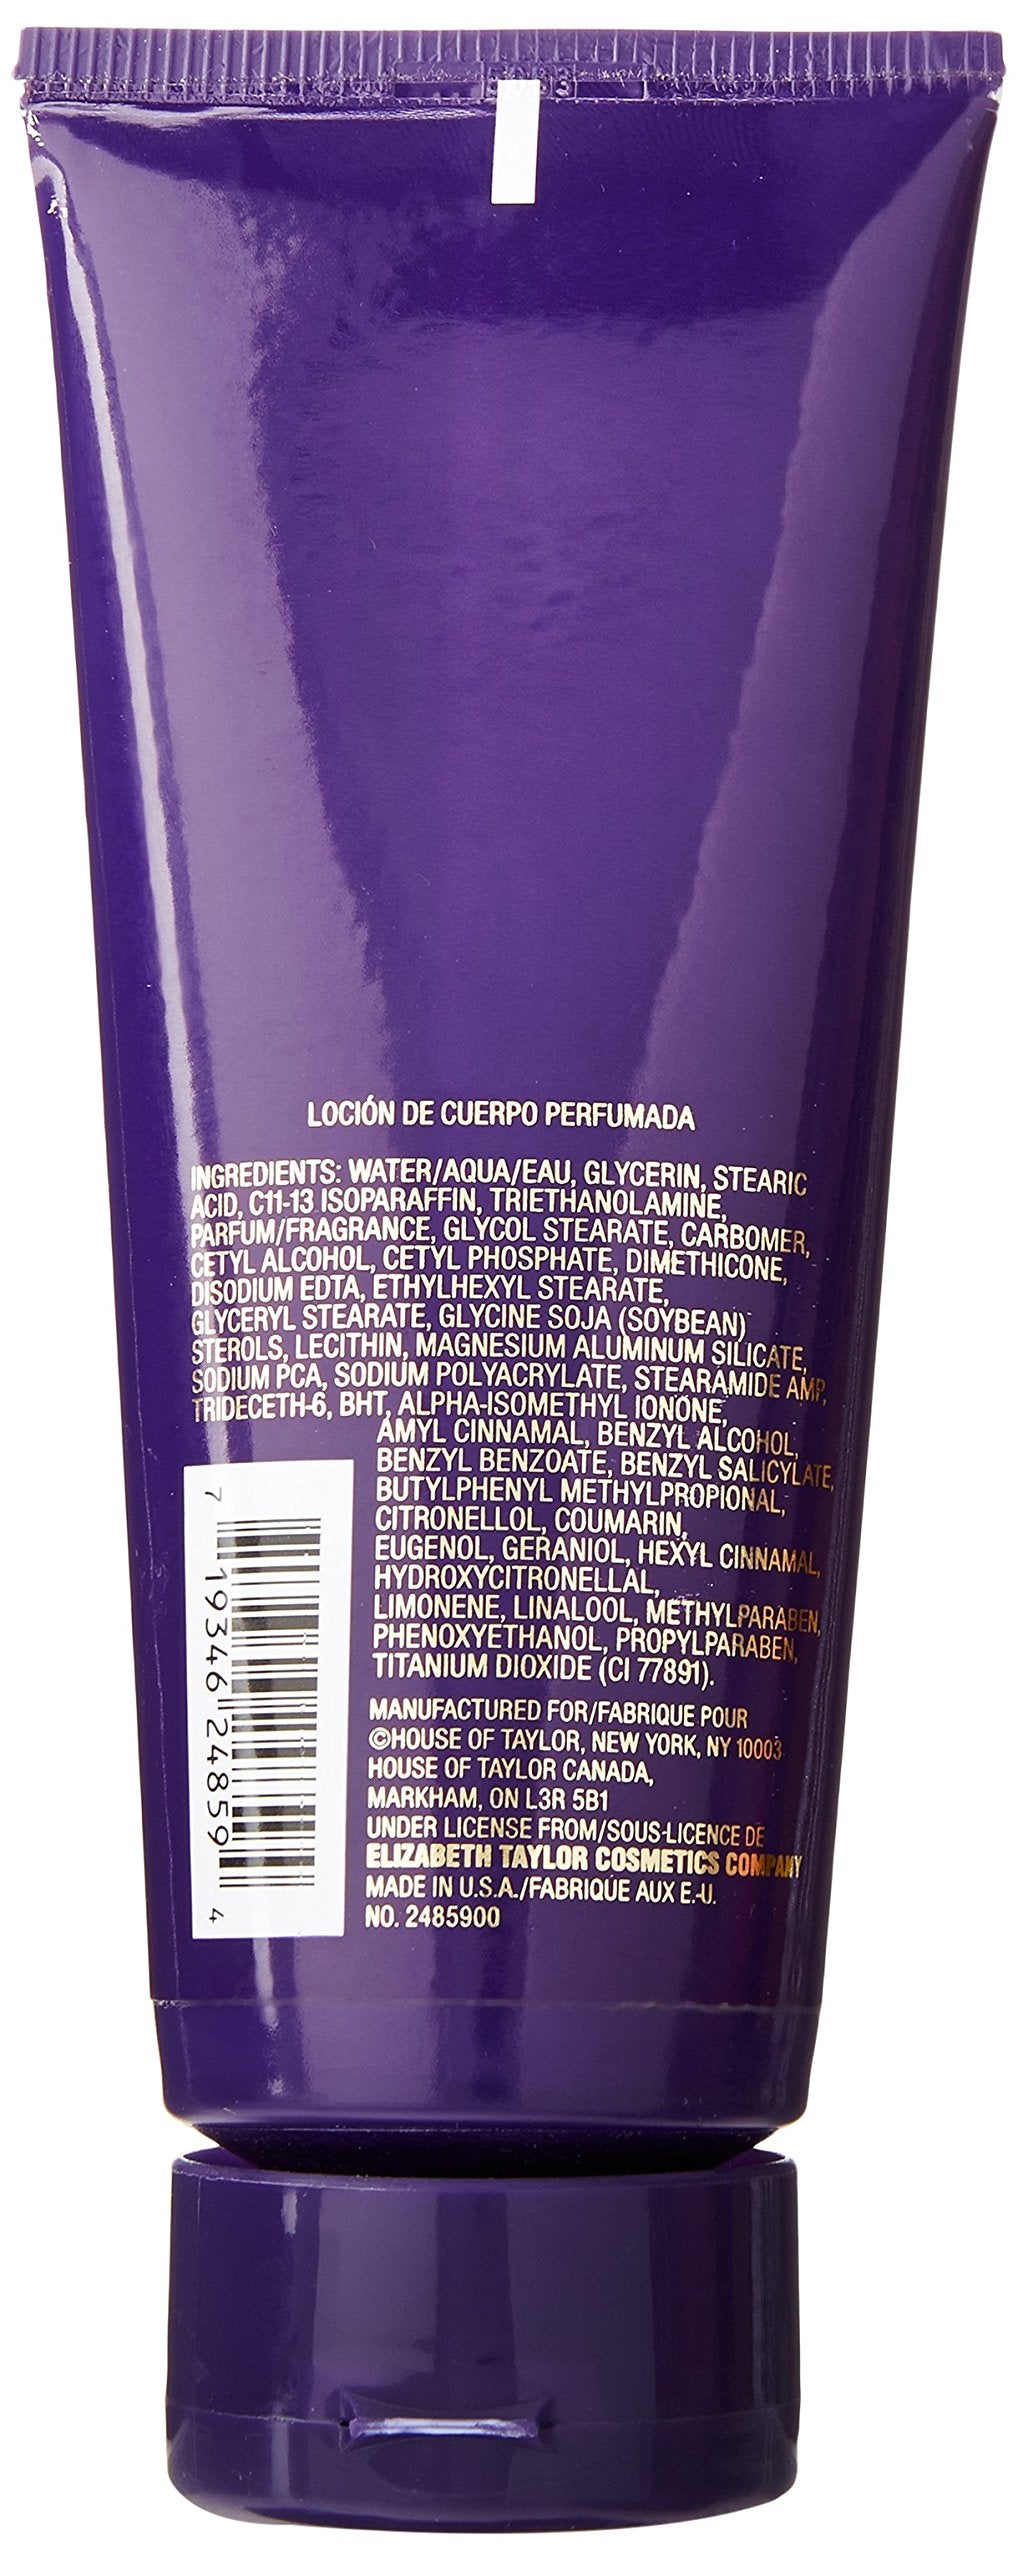 LOCIÓN DE CUERPO PERFUMADA
INGREDIENTS: WATER/AQUA/EAU, GLYCERIN, STEARIC
ACID, C11-13 ISOPARAFFIN, TRIETHANOLAMINE,
PARFUM/FRAGRANCE, GLYCOL STEARATE, CARBOMER,
CETYL ALCOHOL, CETYL PHOSPHATE, DIMETHICONE,
DISODIUM EDTA, ETHYLHEXYL STEARATE,
GLYCERYL STEARATE, GLYCINE SOJA (SOYBEAN)
STEROLS, LECITHIN, MAGNESIUM ALUMINUM SILICATE,
SODIUM PCA, SODIUM POLYACRYLATE, STEARAMIDE AMP,
TRIDECETH-6, BHT, ALPHA-ISOMETHYL IONONE,
AMYL CINNAMAL, BENZYL ALCOHOL,
BENZYL BENZOATE, BENZYL SALICYLATE,
BUTYLPHENYL METHYLPROPIONAL,
CITRONELLOL, COUMARIN,
EUGENOL, GERANIOL, HEXYL CINNAMAL,
HYDROXYCITRONELLAL,
LIMONENE, LINALOOL, METHYLPARABEN,
PHENOXYETHANOL, PROPYLPARABEN,
TITANIUM DIOXIDE (CI 77891).
MANUFACTURED FOR/FABRIQUE POUR
©HOUSE OF TAYLOR, NEW YORK, NY 10003
HOUSE OF TAYLOR CANADA,
MARKHAM, ON L3R 5B1
UNDER LICENSE FROM/SOUS-LICENCE DE
ELIZABETH TAYLOR COSMETICS COMPANY
MADE IN U.S.A./FABRIQUÉ AUX E.-U.
NO. 2485900
7 19346 24859 4